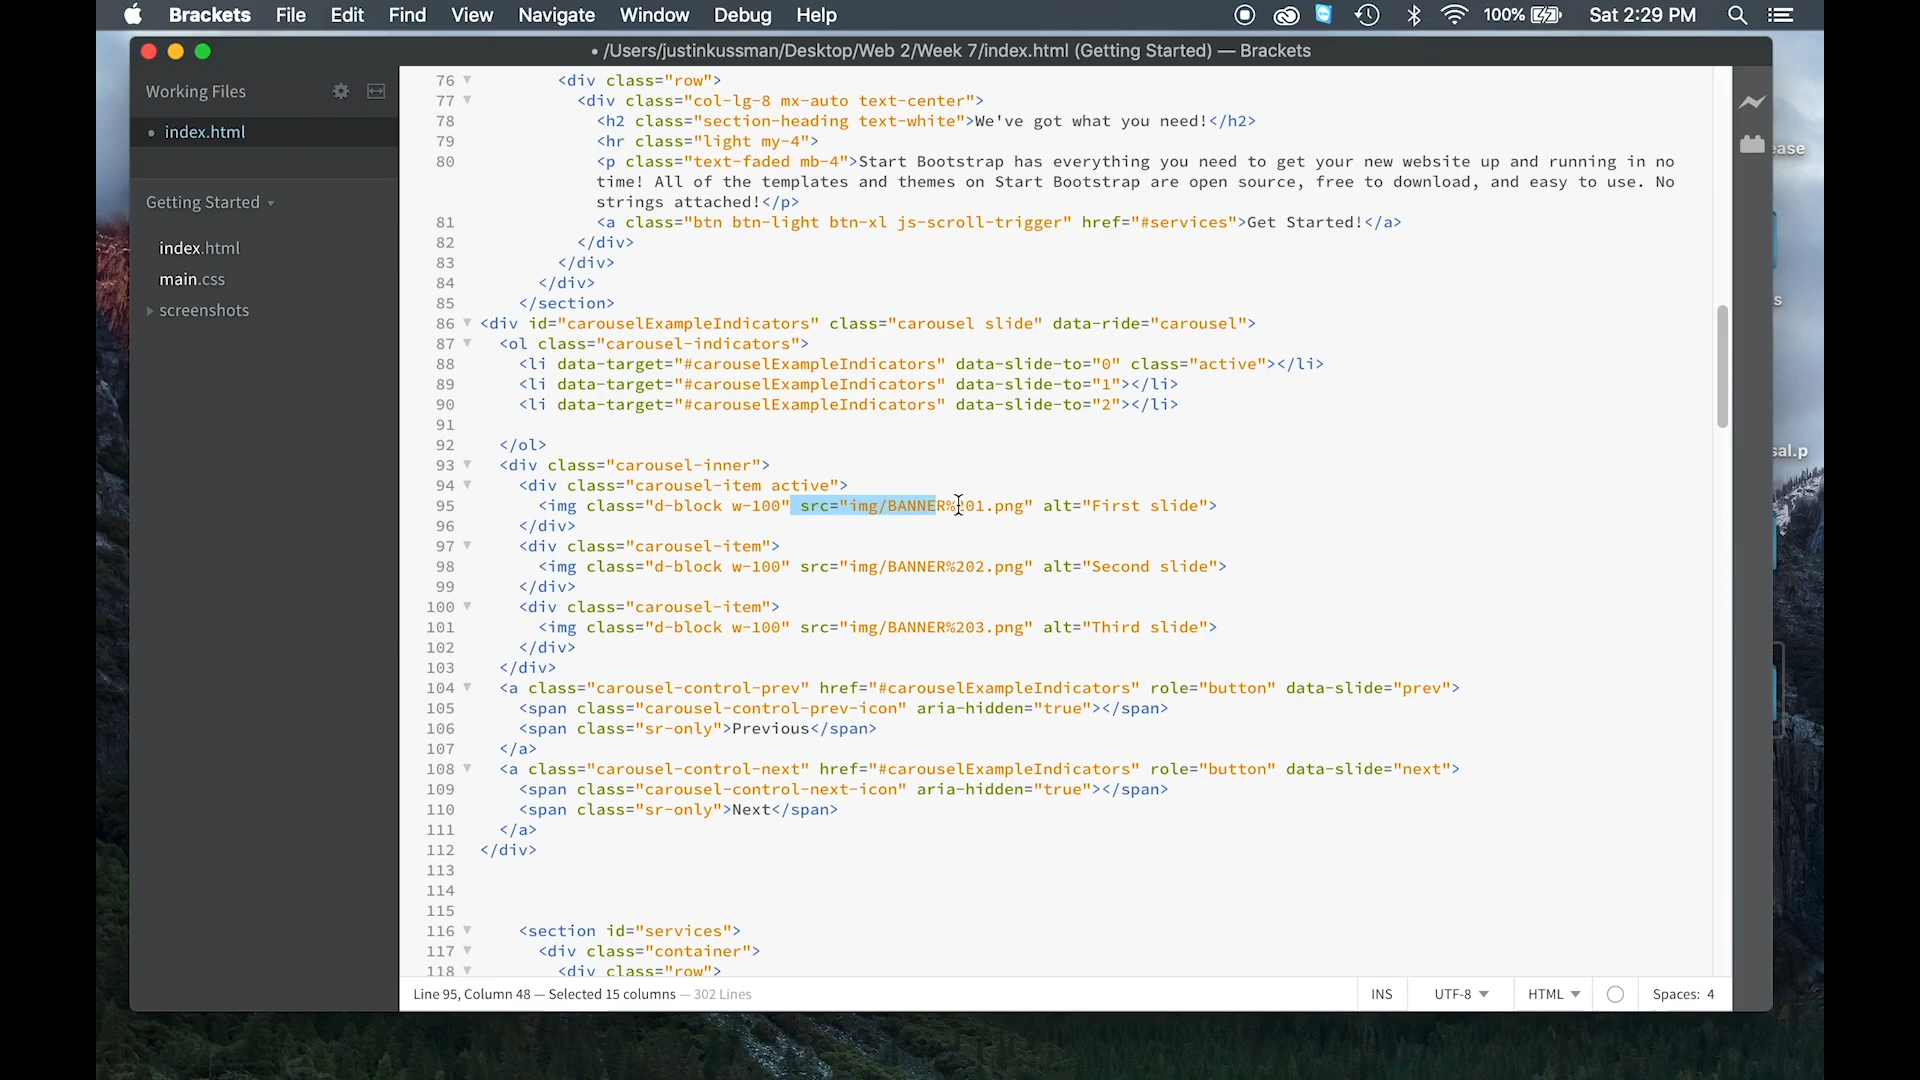 Brackets File Edit Find View Navigate Window Debug Help 100% Sat 2:29 PM
• /Users/justinkussman/Desktop/Web 2/Week 7/index.html (Getting Started) — Brackets
Working Files
• index.html
Getting Started
index.html
main.css
screenshots
76 <div class="row">
77 <div class="col-lg-8 mx-auto text-center">
78 <h2 class="section-heading text-white">We've got what you need!</h2>
79 <hr class="light my-4">
80 <p class="text-faded mb-4">Start Bootstrap has everything you need to get your new website up and running in no
time! All of the templates and themes on Start Bootstrap are open source, free to download, and easy to use. No
strings attached!</p>
81 <a class="btn btn-light btn-xl js-scroll-trigger" href="#services">Get Started!</a>
82 </div>
83 </div>
84 </div>
85 </section>
86 <div id="carouselExampleIndicators" class="carousel slide" data-ride="carousel">
87 <ol class="carousel-indicators">
88 <li data-target="#carouselExampleIndicators" data-slide-to="0" class="active"></li>
89 <li data-target="#carouselExampleIndicators" data-slide-to="1"></li>
90 <li data-target="#carouselExampleIndicators" data-slide-to="2"></li>
91
92 </ol>
93 <div class="carousel-inner">
94 <div class="carousel-item active">
95 <img class="d-block w-100" src="img/BANNER%201.png" alt="First slide">
96 </div>
97 <div class="carousel-item">
98 <img class="d-block w-100" src="img/BANNER%202.png" alt="Second slide">
99 </div>
100 <div class="carousel-item">
101 <img class="d-block w-100" src="img/BANNER%203.png" alt="Third slide">
102 </div>
103 </div>
104 <a class="carousel-control-prev" href="#carouselExampleIndicators" role="button" data-slide="prev">
105 <span class="carousel-control-prev-icon" aria-hidden="true"></span>
106 <span class="sr-only">Previous</span>
107 </a>
108 <a class="carousel-control-next" href="#carouselExampleIndicators" role="button" data-slide="next">
109 <span class="carousel-control-next-icon" aria-hidden="true"></span>
110 <span class="sr-only">Next</span>
111 </a>
112 </div>
113
114
115
116 <section id="services">
117 <div class="container">
118 <div class="row">
Line 95, Column 48 — Selected 15 columns — 302 Lines INS UTF-8 HTML Spaces: 4
ease
s
sal.p